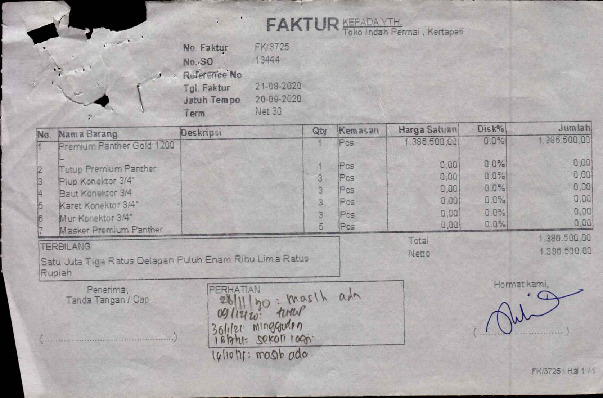 FAKTUR
KEPADA YTH.
Toko Indah Permai , Kertapati
No. Faktur FK/3725
No. SO 13444
Reference No
Tgl. Faktur 21-08-2020
Jatuh Tempo 20-09-2020
Term Net 30
No. Nama Barang Deskripsi Qty Kemasan Harga Satuan Disk% Jumlah
1 Premium Panther Gold 1200 1 Pcs 1.386.500,00 0.0% 1.386.500,00
L
2 Tutup Premium Panther 1 Pcs 0,00 0.0% 0,00
3 Plup Konektor 3/4" 3 Pcs 0,00 0.0% 0,00
4 Baut Konektor 3/4 3 Pcs 0,00 0.0% 0,00
5 Karet Konektor 3/4" 3 Pcs 0,00 0.0% 0,00
6 Mur Konektor 3/4" 3 Pcs 0,00 0.0% 0,00
7 Masker Premium Panther 5 Pcs 0,00 0.0% 0,00
TERBILANG
Satu Juta Tiga Ratus Delapan Puluh Enam Ribu Lima Ratus
Rupiah
Total 1.386.500,00
Netto 1.386.500,00
Penerima,
Tanda Tangan / Cap
PERHATIAN
28/11/20 : masih ada
09/12/20: tutup
masih ada
Hormat kami,
FK/3725 \ Hal 1 / 1